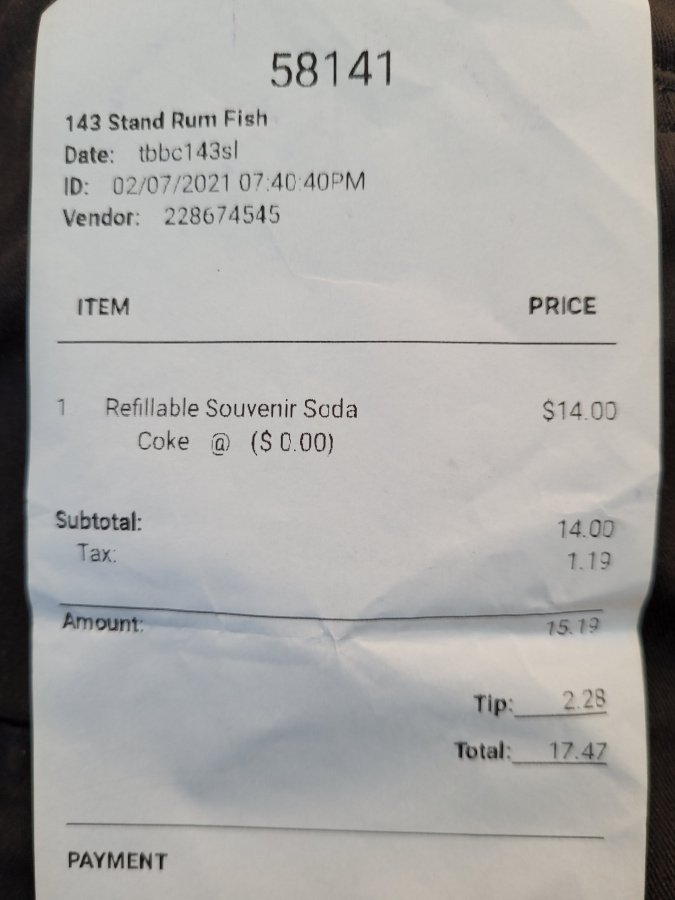 58141
143 Stand Rum Fish
Date: tbbc143sl
ID: 02/07/2021 07:40:40PM
Vendor: 228674545
ITEM PRICE
1 Refillable Souvenir Soda $14.00
Coke @ ($ 0.00)
Subtotal: 14.00
Tax: 1.19
Amount: 15.19
Tip: 2.28
Total: 17.47
PAYMENT